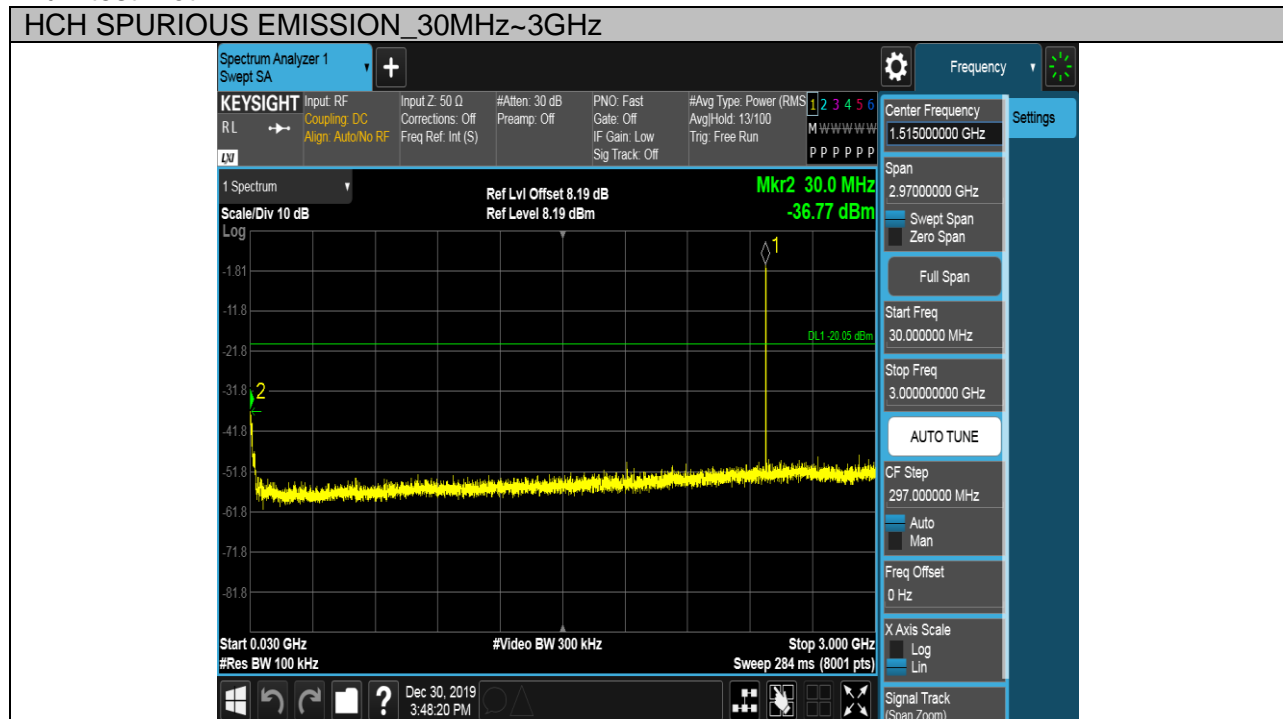 HCH SPURIOUS EMISSION_30MHz~3GHz
Spectrum Analyzer 1
Swept SA
+
Frequency
KEYSIGHT
RL
LXI
Input: RF
Coupling: DC
Align: Auto/No RF
Input Z: 50 Ω
Corrections: Off
Freq Ref: Int (S)
#Atten: 30 dB
Preamp: Off
PNO: Fast
Gate: Off
IF Gain: Low
Sig Track: Off
#Avg Type: Power (RMS
Avg|Hold: 13/100
Trig: Free Run
1 2 3 4 5 6
M W W W W W
P P P P P P
1 Spectrum
Scale/Div 10 dB
Log
Ref Lvl Offset 8.19 dB
Ref Level 8.19 dBm
Mkr2 30.0 MHz
-36.77 dBm
1
-1.81
-11.8
DL1 -20.05 dBm
-21.8
-31.8
2
-41.8
-51.8
-61.8
-71.8
-81.8
Start 0.030 GHz
#Res BW 100 kHz
#Video BW 300 kHz
Stop 3.000 GHz
Sweep 284 ms (8001 pts)
?
Dec 30, 2019
3:48:20 PM
Center Frequency
1.515000000 GHz
Settings
Span
2.97000000 GHz
Swept Span
Zero Span
Full Span
Start Freq
30.000000 MHz
Stop Freq
3.000000000 GHz
AUTO TUNE
CF Step
297.000000 MHz
Auto
Man
Freq Offset
0 Hz
X Axis Scale
Log
Lin
Signal Track
(Span Zoom)